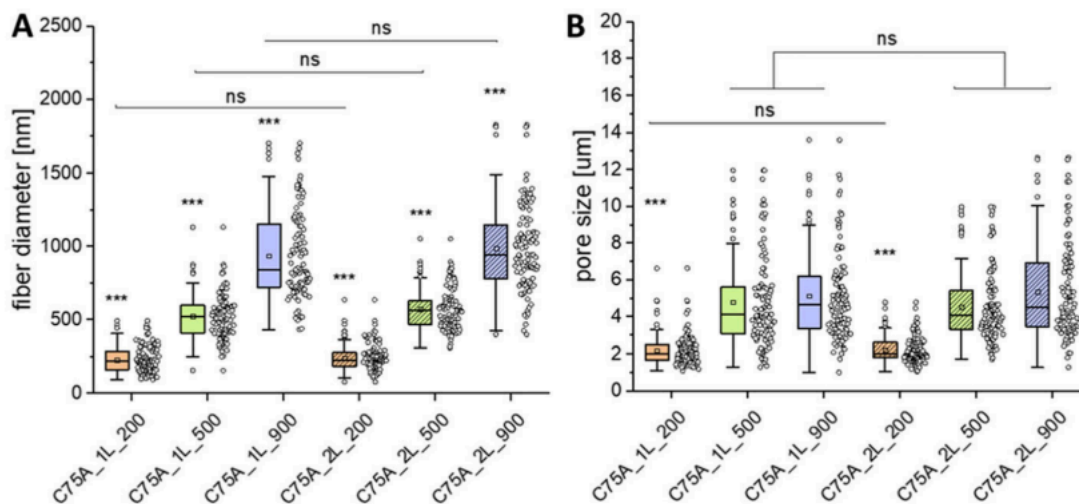 A
fiber diameter [nm]
2500
2000
1500
1000
500
0
ns
ns
ns
***
***
***
***
***
***
C75A_1L_200
C75A_1L_500
C75A_1L_900
C75A_2L_200
C75A_2L_500
C75A_2L_900
B
pore size [um]
20
18
16
14
12
10
8
6
4
2
0
ns
ns
***
***
C75A_1L_200
C75A_1L_500
C75A_1L_900
C75A_2L_200
C75A_2L_500
C75A_2L_900